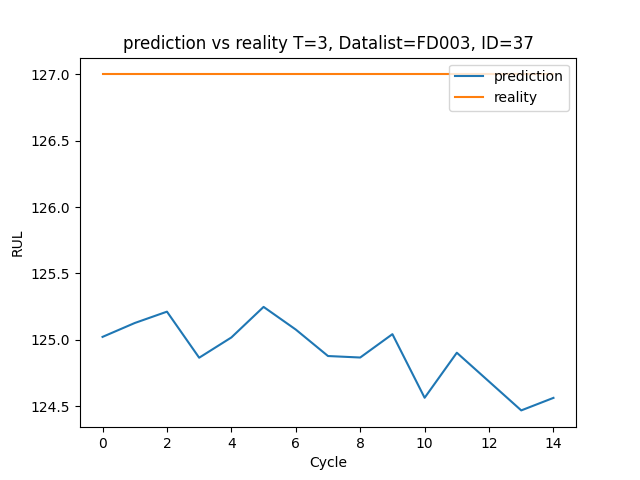 prediction vs reality T=3, Datalist=FD003, ID=37
127.0
126.5
126.0
125.5
125.0
124.5
RUL
prediction
reality
0 2 4 6 8 10 12 14
Cycle